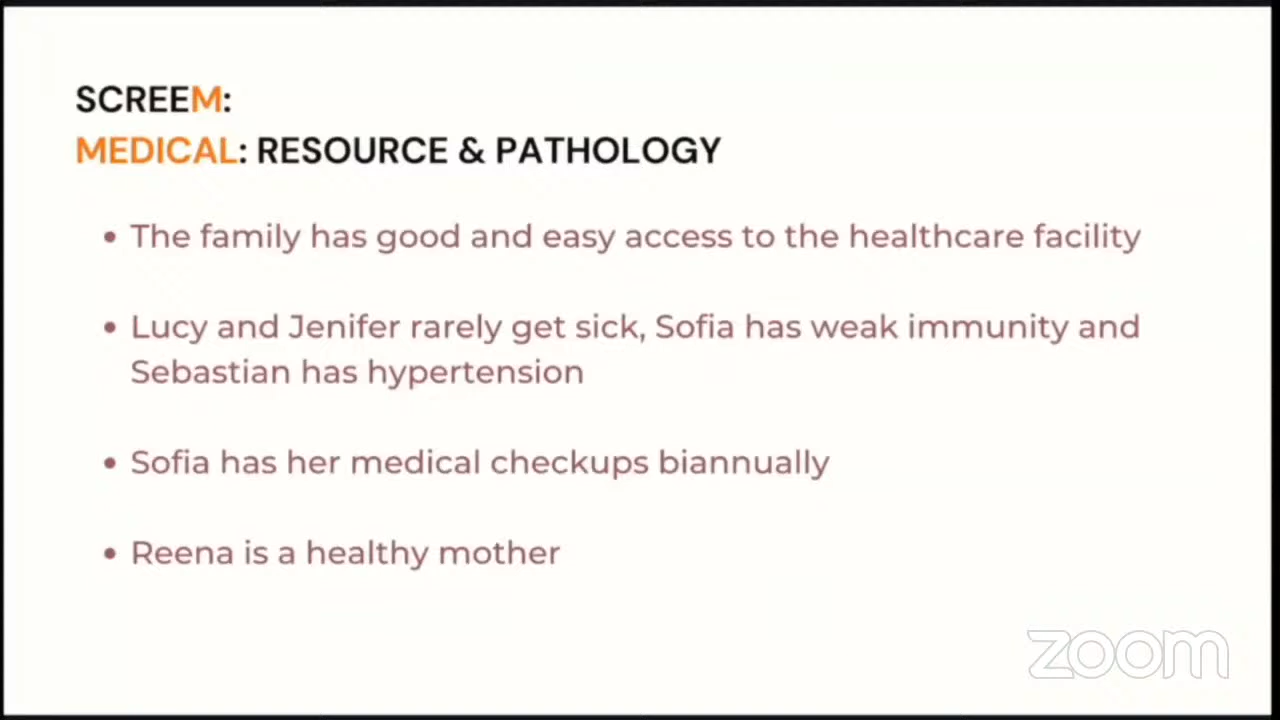 SCREEM:
MEDICAL: RESOURCE & PATHOLOGY
• The family has good and easy access to the healthcare facility
• Lucy and Jenifer rarely get sick, Sofia has weak immunity and
Sebastian has hypertension
• Sofia has her medical checkups biannually
• Reena is a healthy mother
zoom